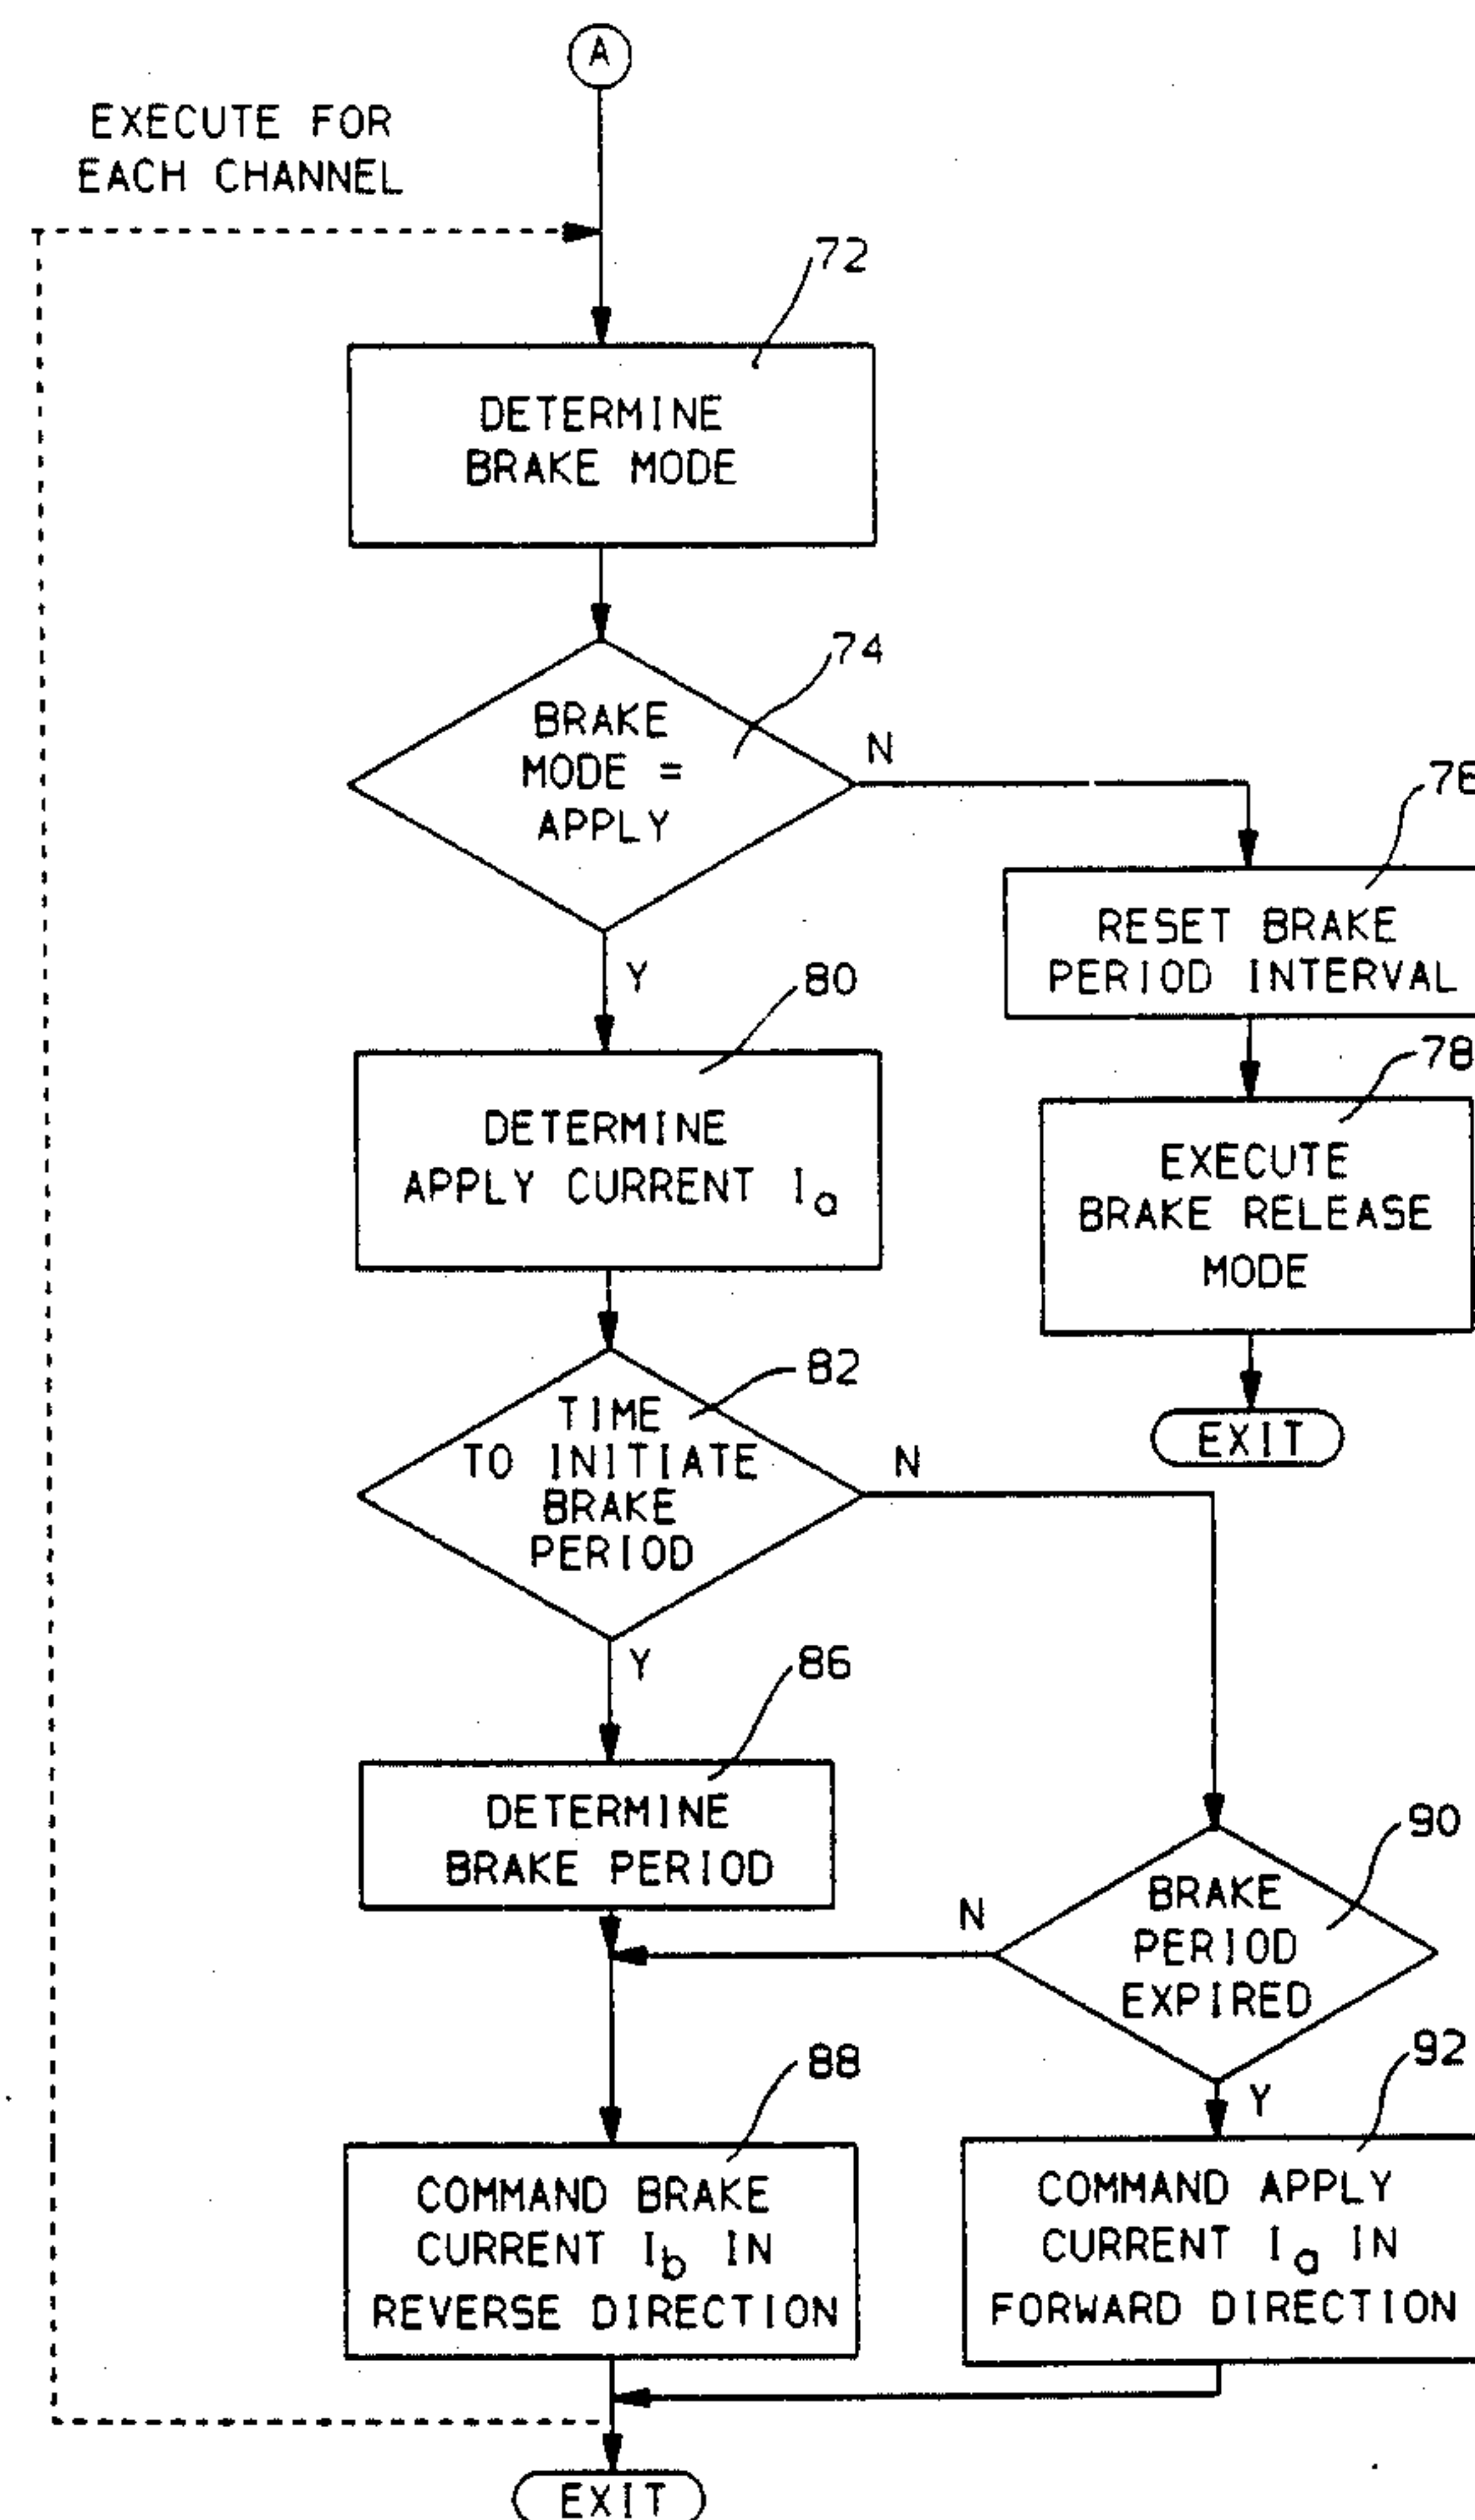 A
EXECUTE FOR
EACH CHANNEL
72
DETERMINE
BRAKE MODE
74
BRAKE
MODE =
APPLY
N
Y
76
RESET BRAKE
PERIOD INTERVAL
78
EXECUTE
BRAKE RELEASE
MODE
EXIT
80
DETERMINE
APPLY CURRENT Ia
82
TIME
TO INITIATE
BRAKE
PERIOD
N
Y
86
DETERMINE
BRAKE PERIOD
90
BRAKE
PERIOD
EXPIRED
N
Y
88
COMMAND BRAKE
CURRENT Ib IN
REVERSE DIRECTION
92
COMMAND APPLY
CURRENT Ia IN
FORWARD DIRECTION
EXIT